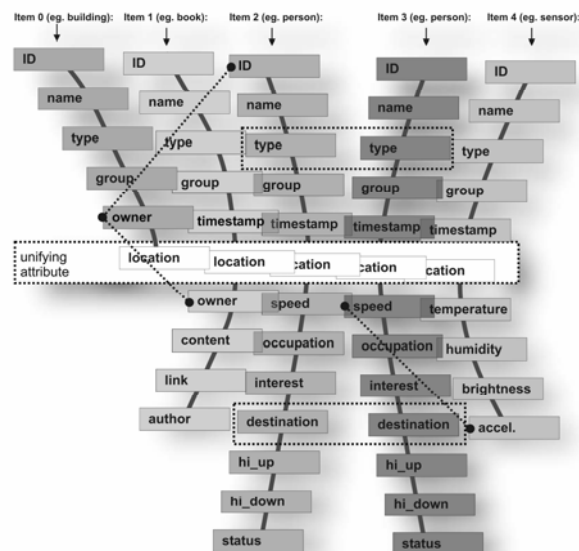 Item 0 (eg. building): Item 1 (eg. book): Item 2 (eg. person): Item 3 (eg. person): Item 4 (eg. sensor):
ID ID ID ID ID
name name name name name
type type type type type
group group group group group
owner timestamp timestamp timestamp timestamp
unifying
attribute
location location cation cation cation
owner speed speed temperature
content occupation occupation humidity
link interest interest brightness
author destination destination accel.
hi_up hi_up
hi_down hi_down
status status